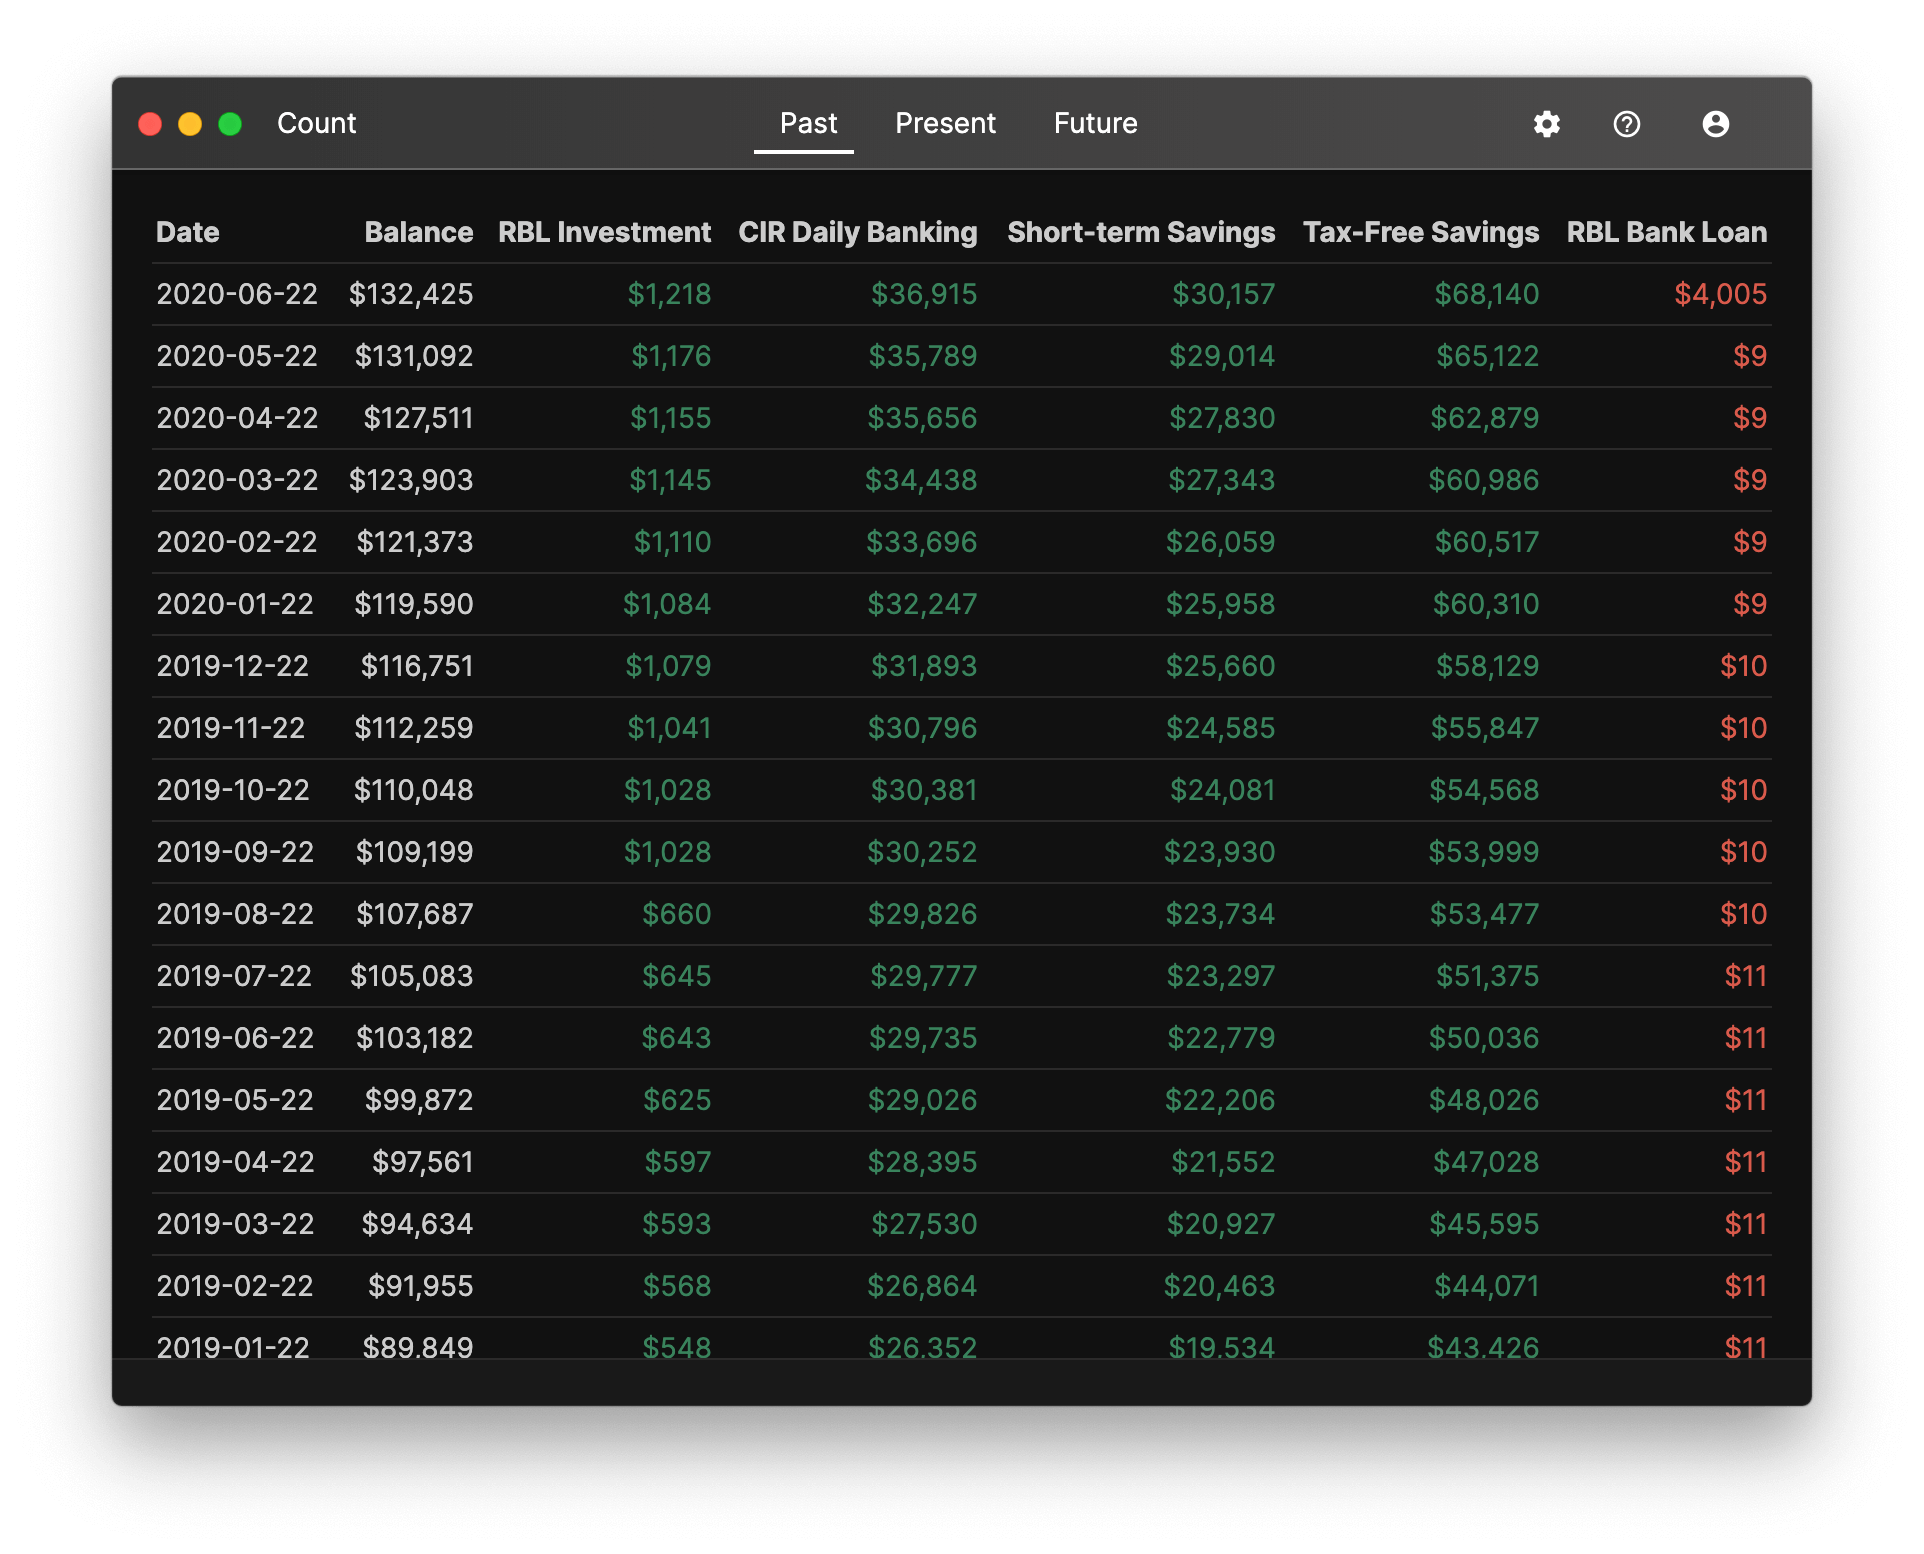 Count Past Present Future
Date Balance RBL Investment CIR Daily Banking Short-term Savings Tax-Free Savings RBL Bank Loan
2020-06-22 $132,425 $1,218 $36,915 $30,157 $68,140 $4,005
2020-05-22 $131,092 $1,176 $35,789 $29,014 $65,122 $9
2020-04-22 $127,511 $1,155 $35,656 $27,830 $62,879 $9
2020-03-22 $123,903 $1,145 $34,438 $27,343 $60,986 $9
2020-02-22 $121,373 $1,110 $33,696 $26,059 $60,517 $9
2020-01-22 $119,590 $1,084 $32,247 $25,958 $60,310 $9
2019-12-22 $116,751 $1,079 $31,893 $25,660 $58,129 $10
2019-11-22 $112,259 $1,041 $30,796 $24,585 $55,847 $10
2019-10-22 $110,048 $1,028 $30,381 $24,081 $54,568 $10
2019-09-22 $109,199 $1,028 $30,252 $23,930 $53,999 $10
2019-08-22 $107,687 $660 $29,826 $23,734 $53,477 $10
2019-07-22 $105,083 $645 $29,777 $23,297 $51,375 $11
2019-06-22 $103,182 $643 $29,735 $22,779 $50,036 $11
2019-05-22 $99,872 $625 $29,026 $22,206 $48,026 $11
2019-04-22 $97,561 $597 $28,395 $21,552 $47,028 $11
2019-03-22 $94,634 $593 $27,530 $20,927 $45,595 $11
2019-02-22 $91,955 $568 $26,864 $20,463 $44,071 $11
2019-01-22 $89,849 $548 $26,352 $19,534 $43,426 $11